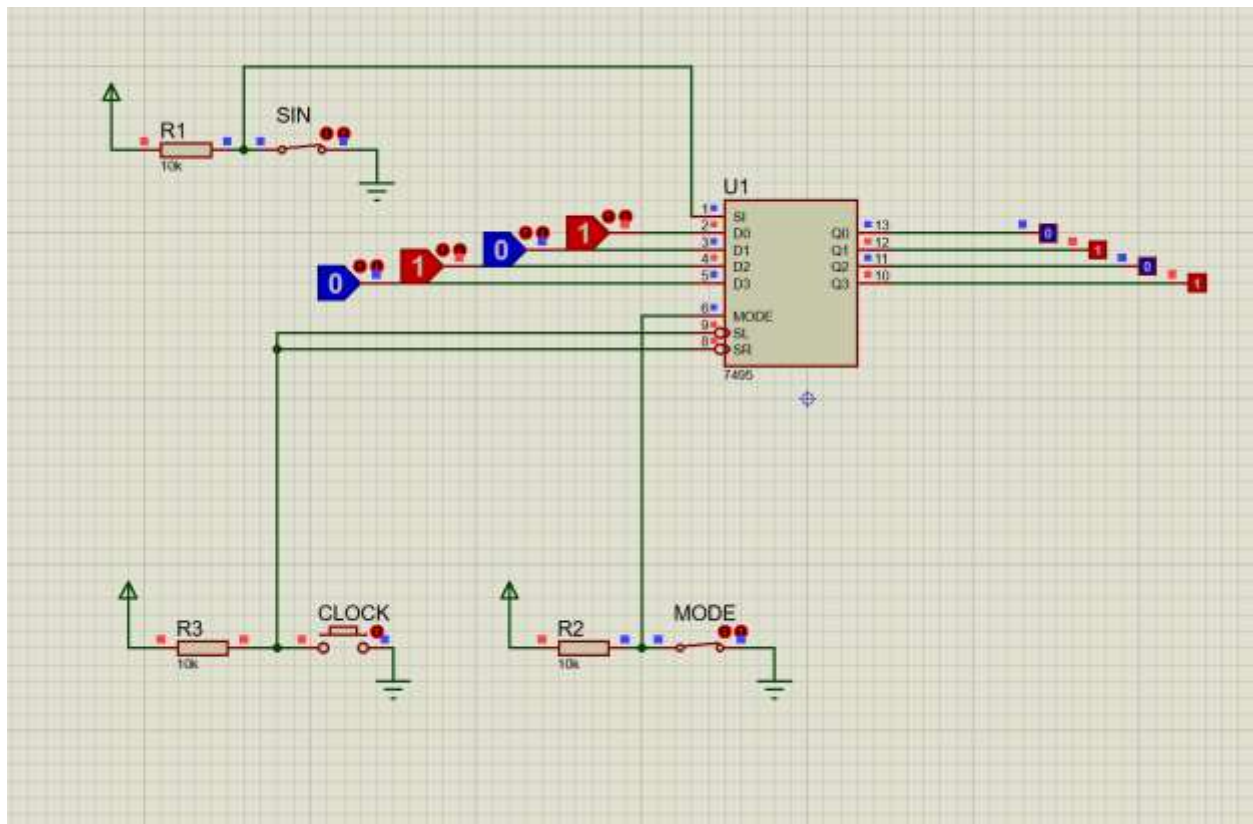 SIN
R1
10k
U1
1 SI
1 2 D0 Q0 13 0
0 3 D1 Q1 12 1
1 4 D2 Q2 11 0
0 5 D3 Q3 10 1
6 MODE
9 SL
8 SR
7495
CLOCK MODE
R3 R2
10k 10k